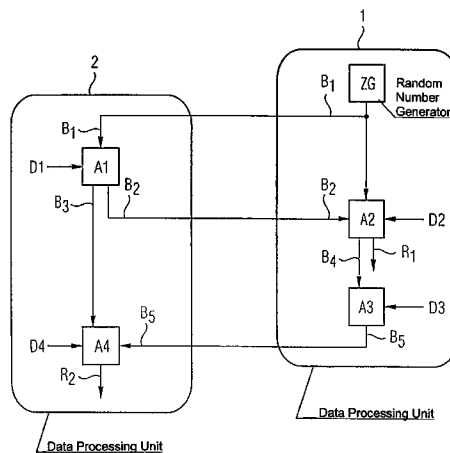 1
2
ZG
Random
Number
Generator
B1
B1
D1
A1
B2
B3
B2
A2
D2
B4
R1
A3
D3
B5
B5
D4
A4
R2
Data Processing Unit
Data Processing Unit